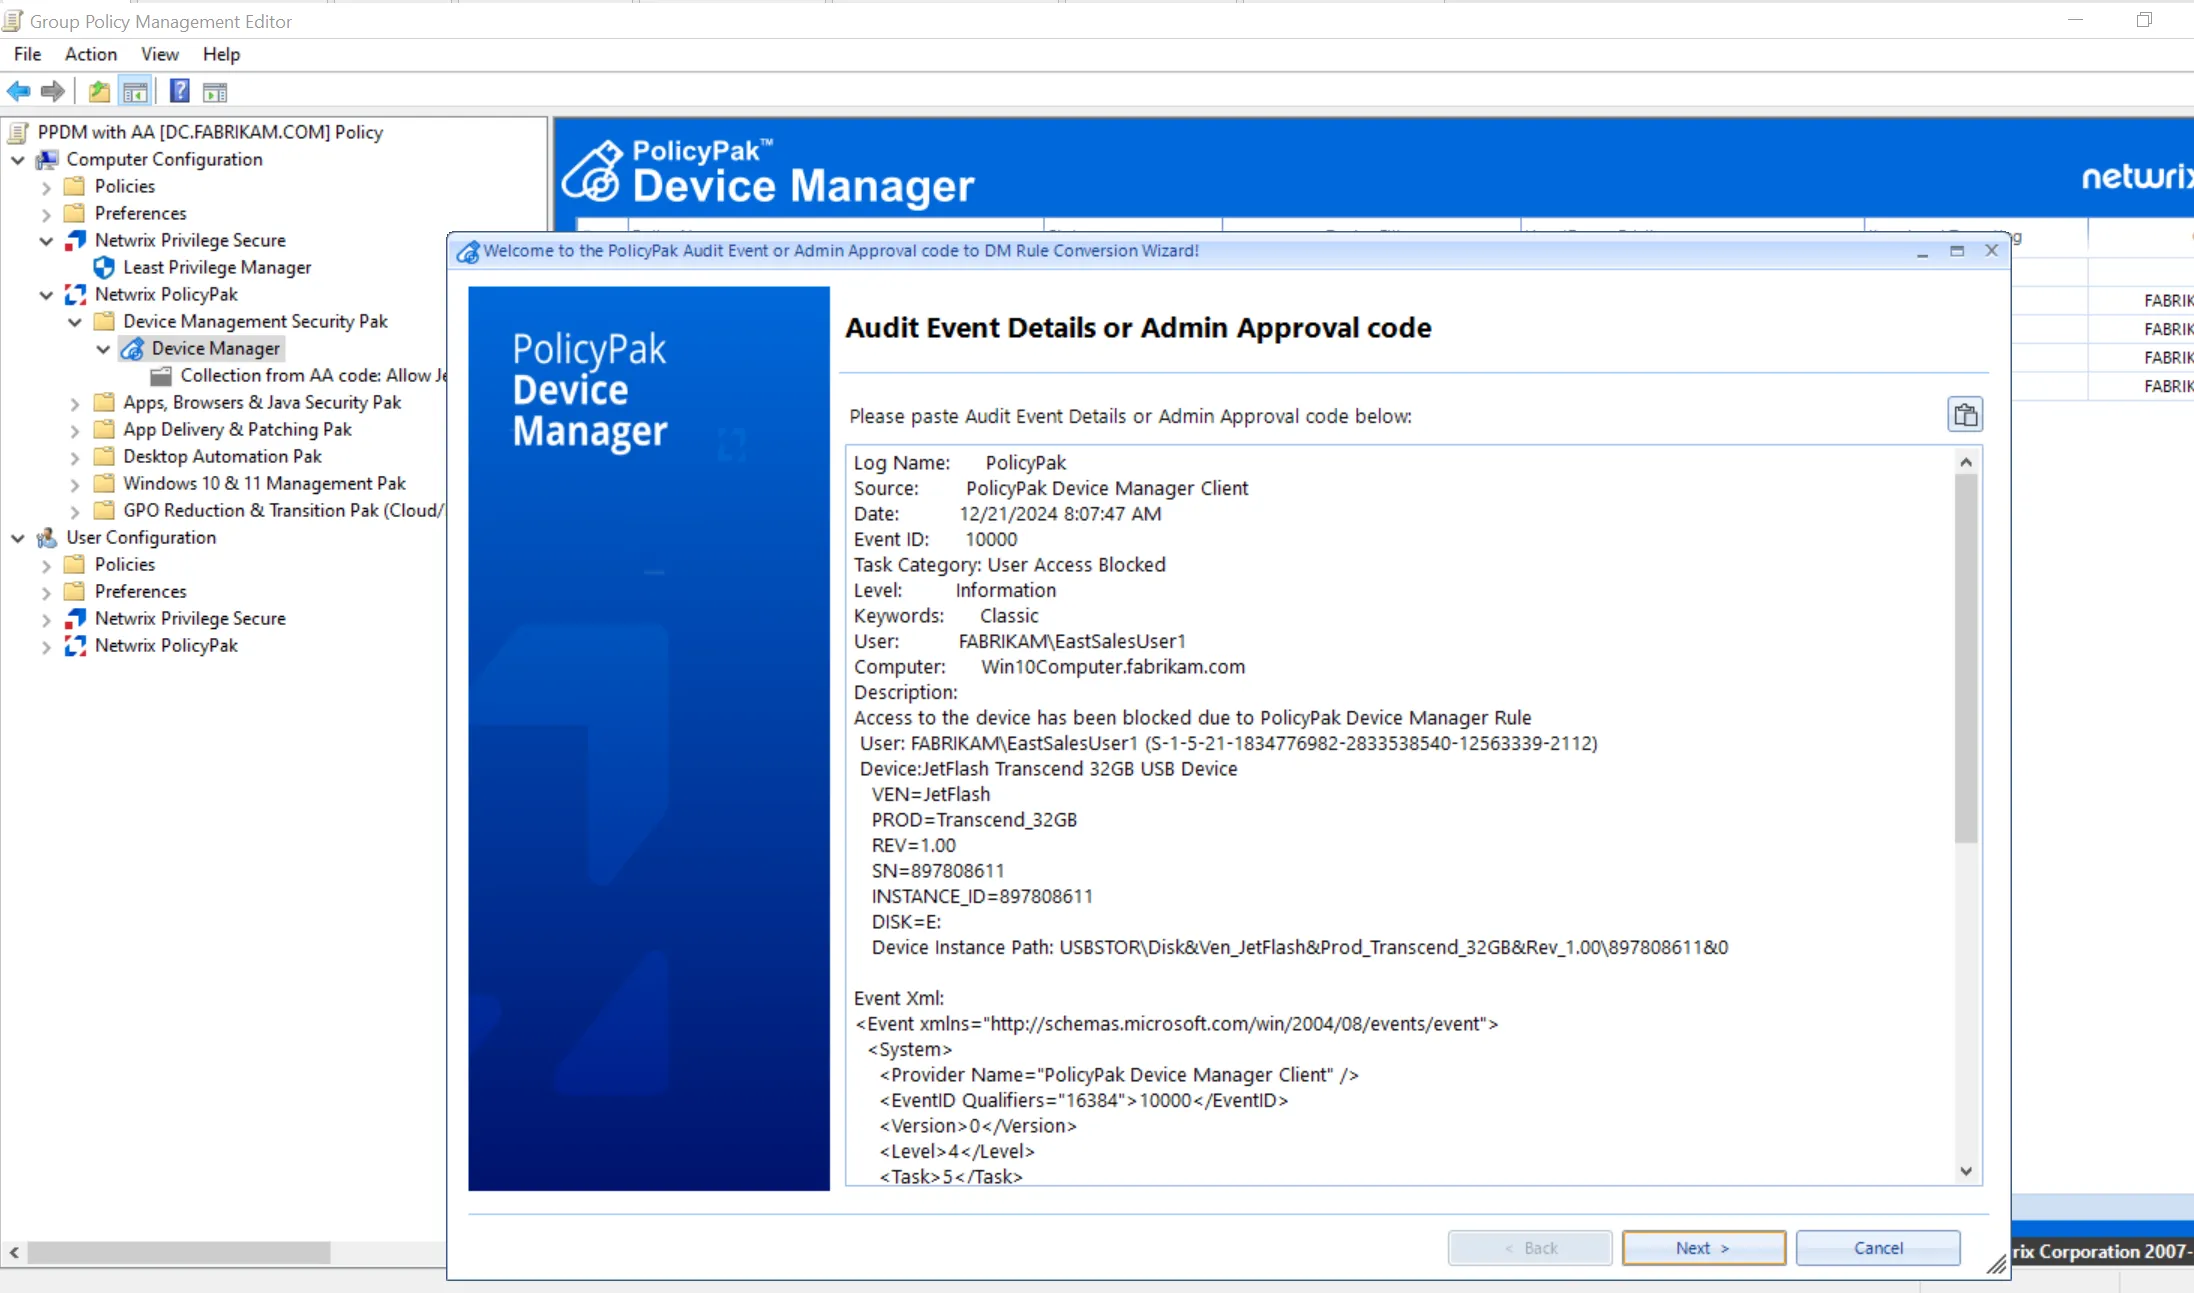 Group Policy Management Editor
File Action View Help
PPDM with AA [DC.FABRIKAM.COM] Policy
Computer Configuration
Policies
Preferences
Netwrix Privilege Secure
Least Privilege Manager
Netwrix PolicyPak
Device Management Security Pak
Device Manager
Collection from AA code: Allow Je
Apps, Browsers & Java Security Pak
App Delivery & Patching Pak
Desktop Automation Pak
Windows 10 & 11 Management Pak
GPO Reduction & Transition Pak (Cloud/
User Configuration
Policies
Preferences
Netwrix Privilege Secure
Netwrix PolicyPak
PolicyPak™
Device Manager
netwrix
FABRIK
FABRIK
FABRIK
FABRIK
Welcome to the PolicyPak Audit Event or Admin Approval code to DM Rule Conversion Wizard!
PolicyPak
Device
Manager
Audit Event Details or Admin Approval code
Please paste Audit Event Details or Admin Approval code below:
Log Name: PolicyPak
Source: PolicyPak Device Manager Client
Date: 12/21/2024 8:07:47 AM
Event ID: 10000
Task Category: User Access Blocked
Level: Information
Keywords: Classic
User: FABRIKAM\EastSalesUser1
Computer: Win10Computer.fabrikam.com
Description:
Access to the device has been blocked due to PolicyPak Device Manager Rule
User: FABRIKAM\EastSalesUser1 (S-1-5-21-1834776982-2833538540-12563339-2112)
Device:JetFlash Transcend 32GB USB Device
VEN=JetFlash
PROD=Transcend_32GB
REV=1.00
SN=897808611
INSTANCE_ID=897808611
DISK=E:
Device Instance Path: USBSTOR\Disk&Ven_JetFlash&Prod_Transcend_32GB&Rev_1.00\897808611&0
Event Xml:
<Event xmlns="http://schemas.microsoft.com/win/2004/08/events/event">
<System>
<Provider Name="PolicyPak Device Manager Client" />
<EventID Qualifiers="16384">10000</EventID>
<Version>0</Version>
<Level>4</Level>
<Task>5</Task>
< Back
Next >
Cancel
rix Corporation 2007-